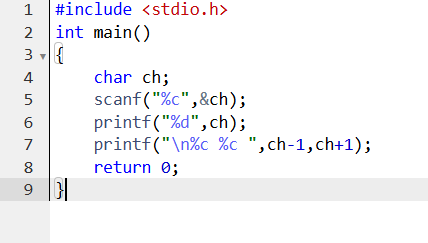 1 #include <stdio.h>
2 int main()
3 {
4     char ch;
5     scanf("%c",&ch);
6     printf("%d",ch);
7     printf("\n%c %c ",ch-1,ch+1);
8     return 0;
9 }